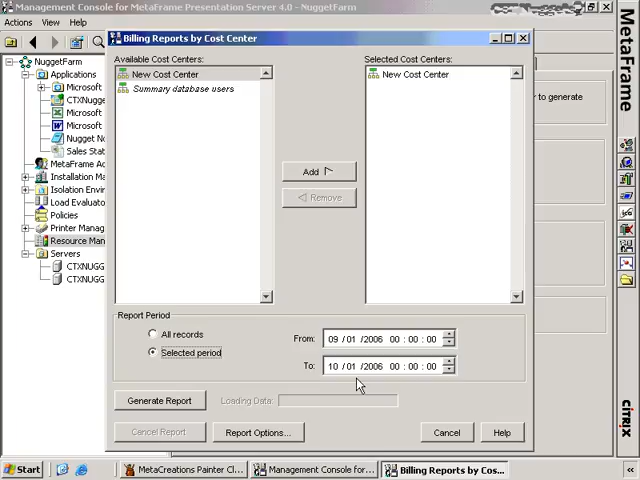 Management Console for MetaFrame Presentation Server 4.0 - NuggetFarm
Actions View Help
Billing Reports by Cost Center
NuggetFarm
Applications
Microsoft
CTXNugg
Microsoft
Microsoft
Nugget No
Sales Stat
MetaFrame Ad
Installation Ma
Isolation Envir
Load Evaluato
Policies
Printer Manag
Resource Man
Servers
CTXNUGG
CTXNUGG
Available Cost Centers:
New Cost Center
Summary database users
Add
Remove
Selected Cost Centers:
New Cost Center
y to generate
Report Period
All records
Selected period
From: 09 / 01 / 2006 00 : 00 : 00
To: 10 / 01 / 2006 00 : 00 : 00
Generate Report
Loading Data:
Cancel Report
Report Options...
Cancel
Help
MetaFrame
CITRIX
Start
MetaCreations Painter Cl...
Management Console for...
Billing Reports by Cos...